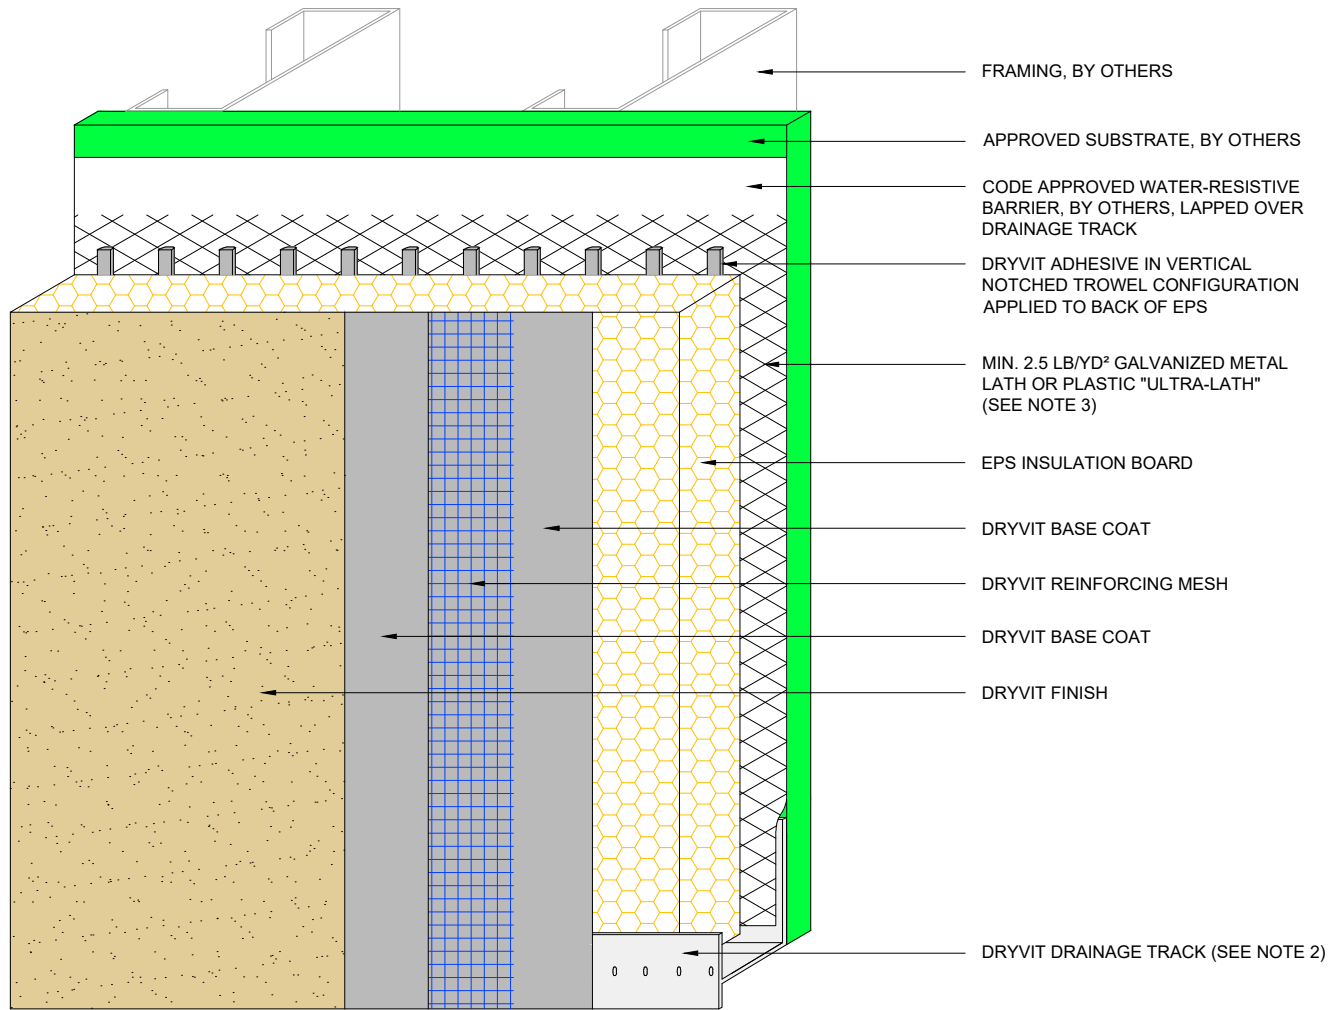 FRAMING, BY OTHERS
APPROVED SUBSTRATE, BY OTHERS
CODE APPROVED WATER-RESISTIVE
BARRIER, BY OTHERS, LAPPED OVER
DRAINAGE TRACK
DRYVIT ADHESIVE IN VERTICAL
NOTCHED TROWEL CONFIGURATION
APPLIED TO BACK OF EPS
MIN. 2.5 LB/YD² GALVANIZED METAL
LATH OR PLASTIC "ULTRA-LATH"
(SEE NOTE 3)
EPS INSULATION BOARD
DRYVIT BASE COAT
DRYVIT REINFORCING MESH
DRYVIT BASE COAT
DRYVIT FINISH
DRYVIT DRAINAGE TRACK (SEE NOTE 2)